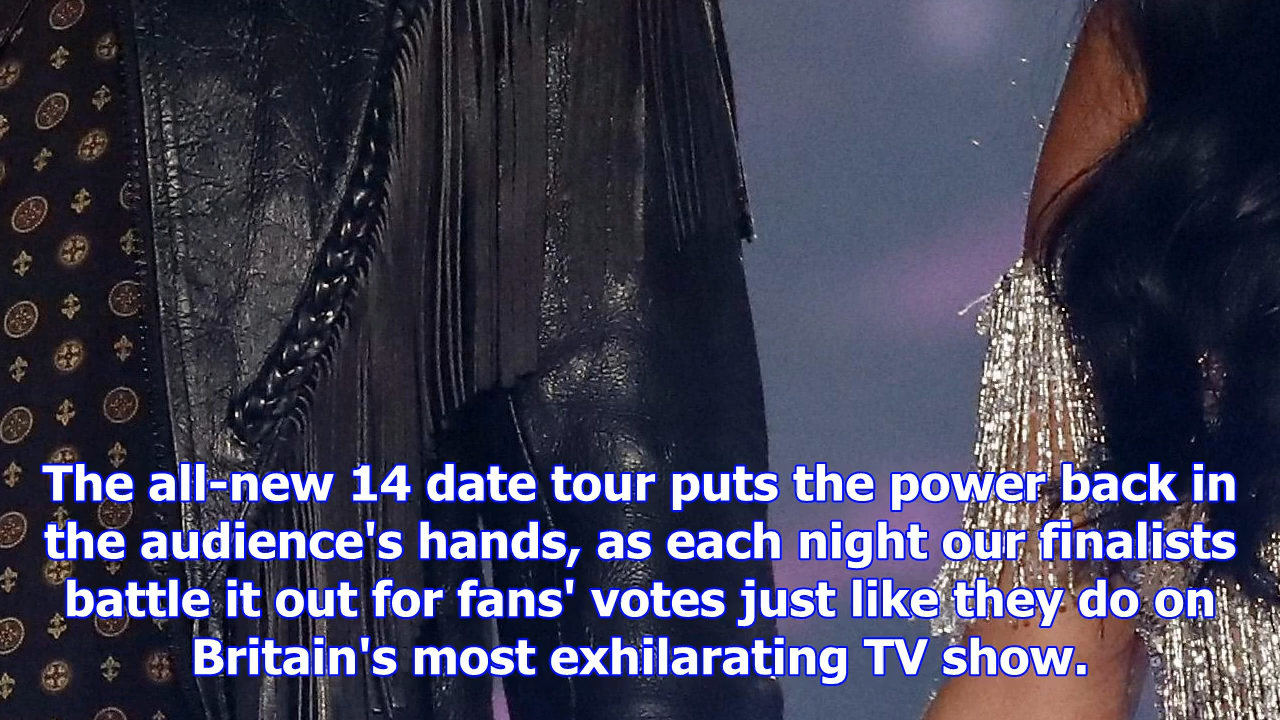 The all-new 14 date tour puts the power back in
the audience's hands, as each night our finalists
battle it out for fans' votes just like they do on
Britain's most exhilarating TV show.